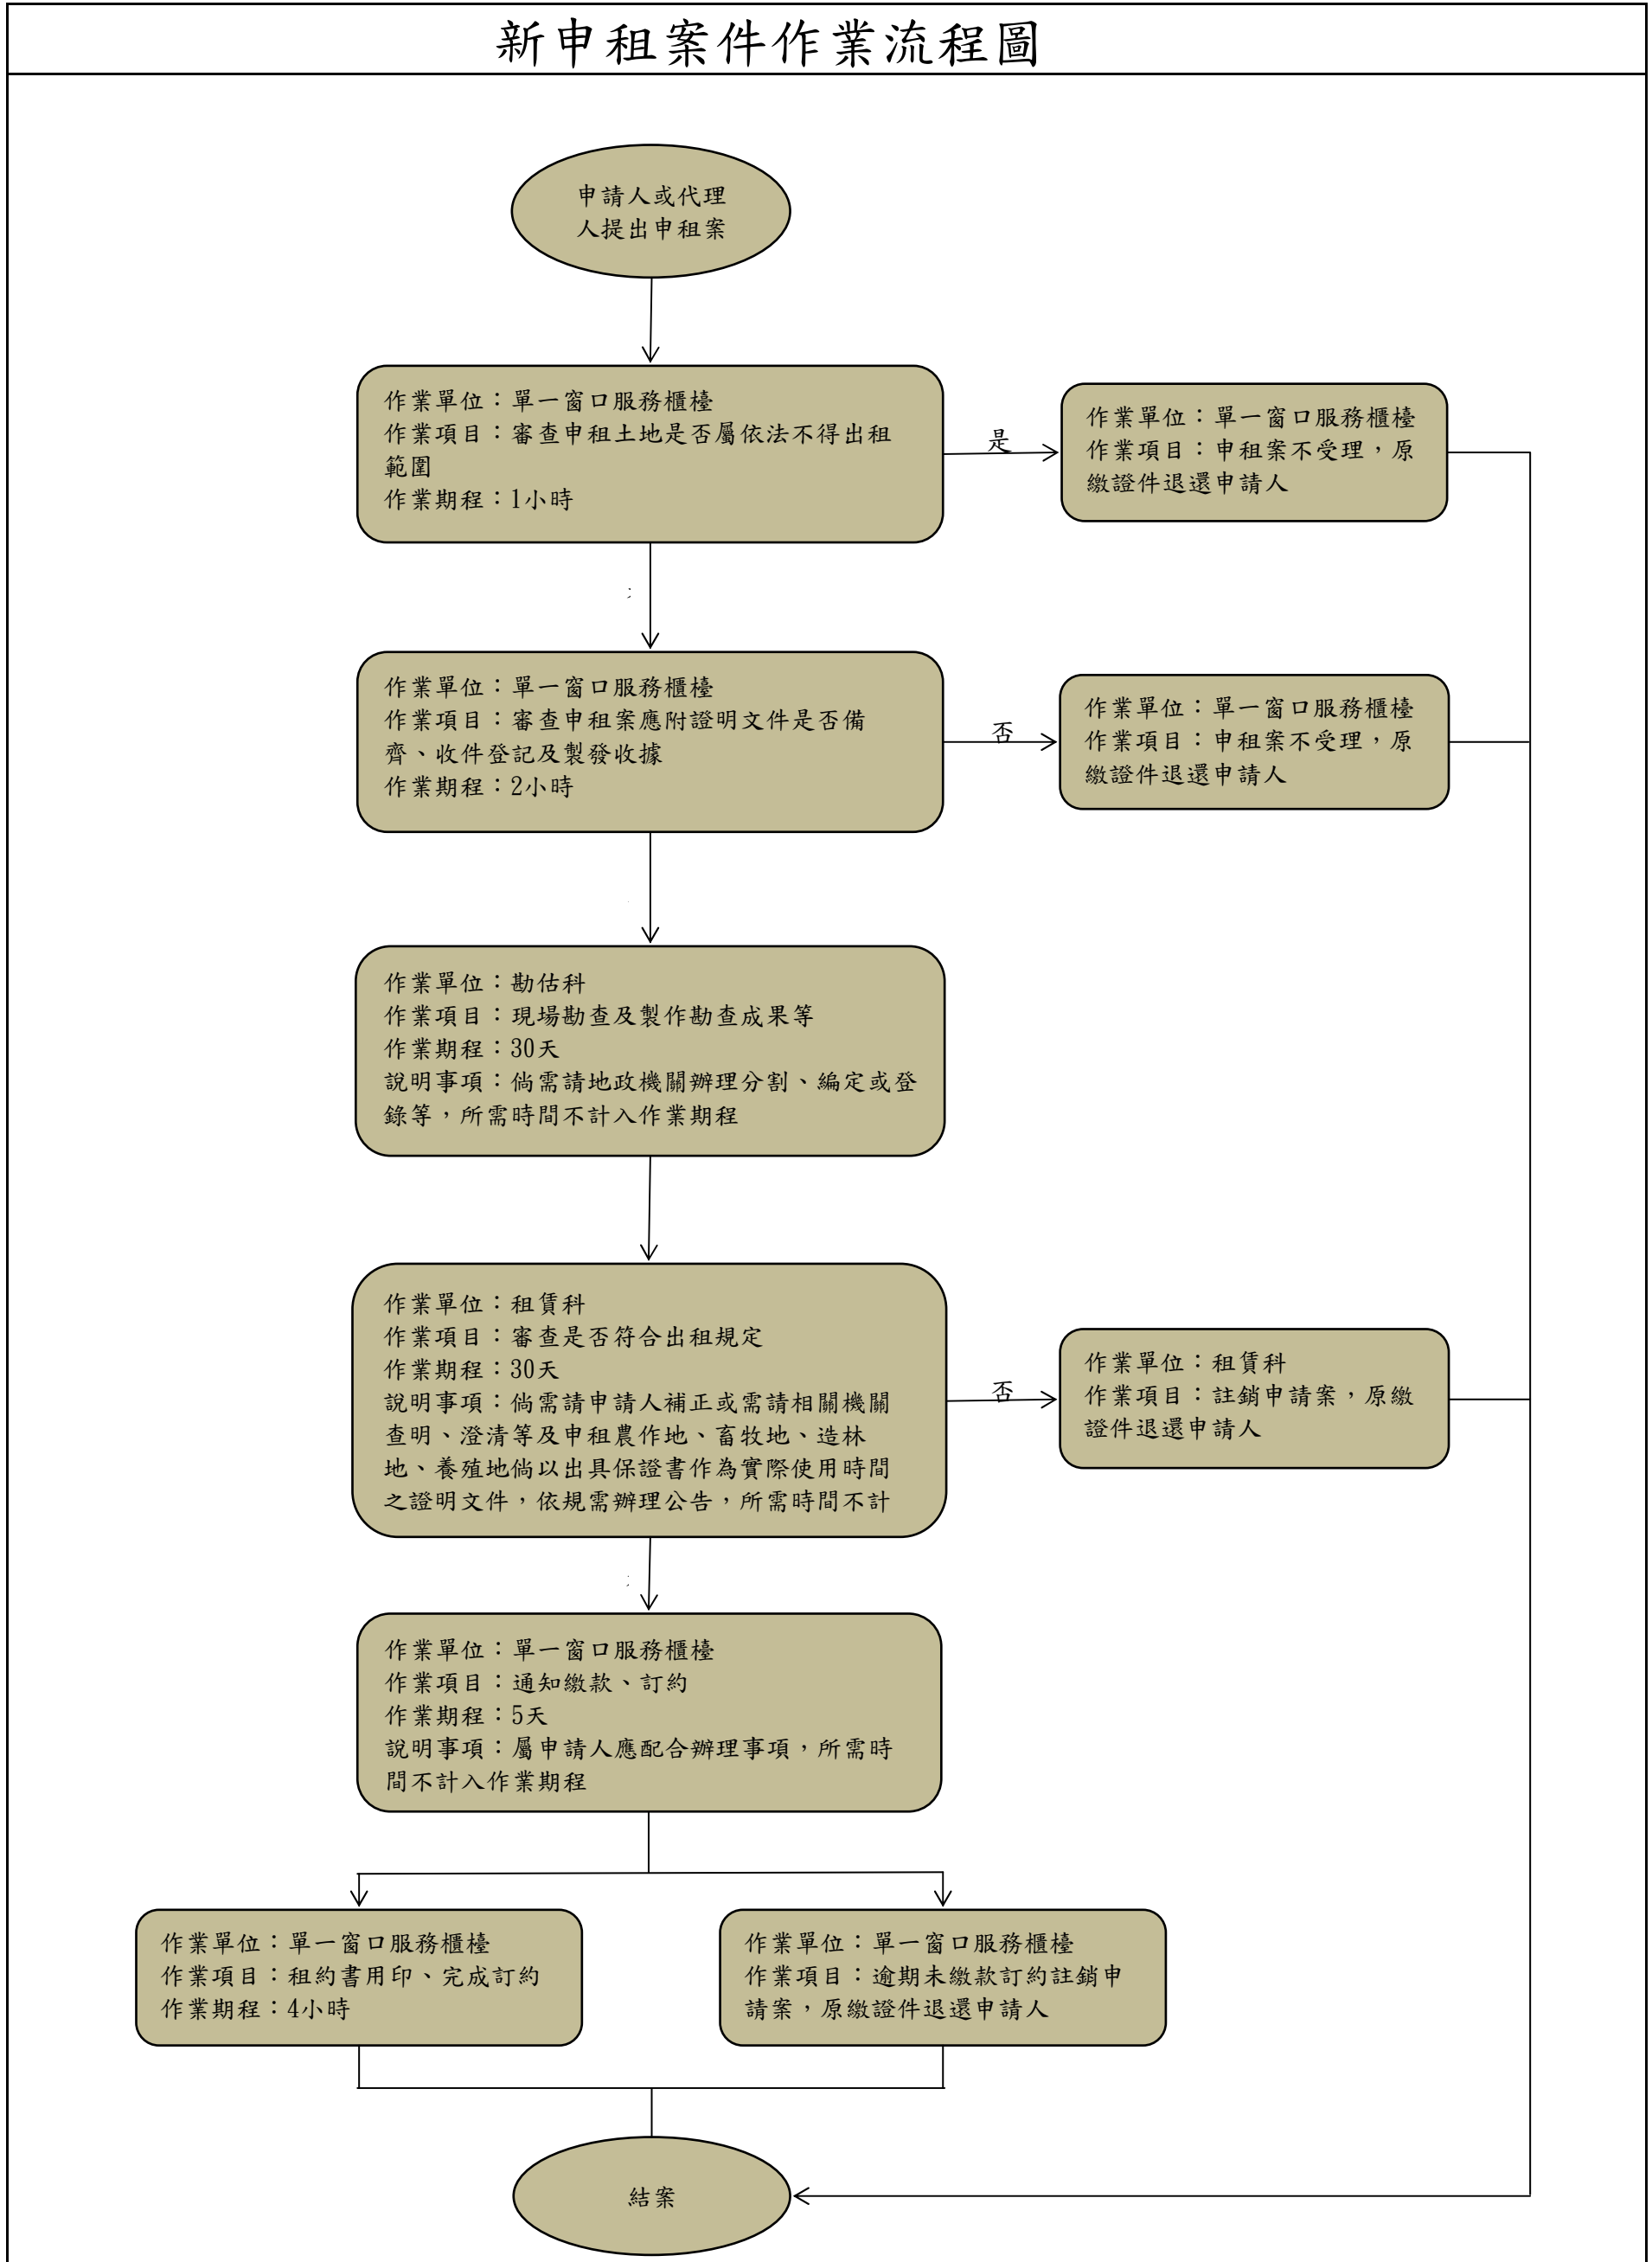 新申租案件作業流程圖
申請人或代理
人提出申租案
作業單位：單一窗口服務櫃檯
作業項目：審查申租土地是否屬依法不得出租
範圍
作業期程：1小時
是
作業單位：單一窗口服務櫃檯
作業項目：申租案不受理，原
繳證件退還申請人
作業單位：單一窗口服務櫃檯
作業項目：審查申租案應附證明文件是否備
齊、收件登記及製發收據
作業期程：2小時
否
作業單位：單一窗口服務櫃檯
作業項目：申租案不受理，原
繳證件退還申請人
作業單位：勘估科
作業項目：現場勘查及製作勘查成果等
作業期程：30天
說明事項：倘需請地政機關辦理分割、編定或登
錄等，所需時間不計入作業期程
作業單位：租賃科
作業項目：審查是否符合出租規定
作業期程：30天
說明事項：倘需請申請人補正或需請相關機關
查明、澄清等及申租農作地、畜牧地、造林
地、養殖地倘以出具保證書作為實際使用時間
之證明文件，依規需辦理公告，所需時間不計
否
作業單位：租賃科
作業項目：註銷申請案，原繳
證件退還申請人
作業單位：單一窗口服務櫃檯
作業項目：通知繳款、訂約
作業期程：5天
說明事項：屬申請人應配合辦理事項，所需時
間不計入作業期程
作業單位：單一窗口服務櫃檯
作業項目：租約書用印、完成訂約
作業期程：4小時
作業單位：單一窗口服務櫃檯
作業項目：逾期未繳款訂約註銷申
請案，原繳證件退還申請人
結案